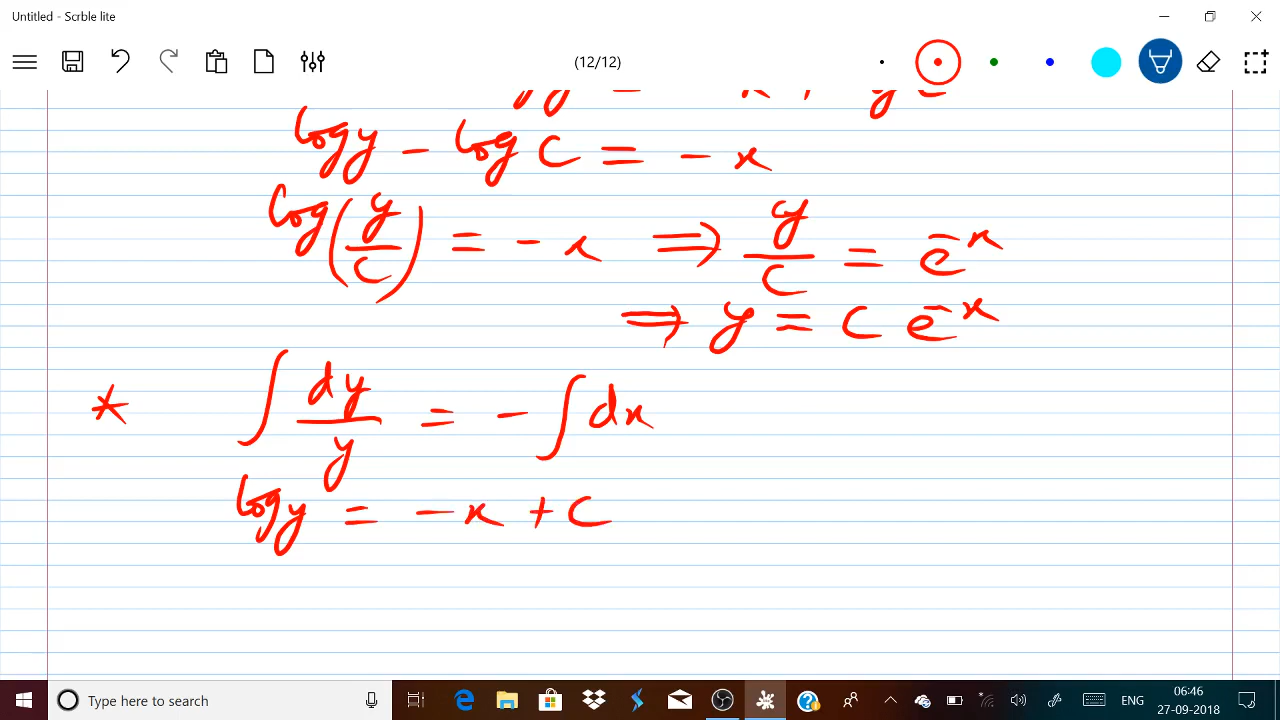 Untitled - Scrble lite
(12/12)
log y - log C = - x
log(y/C) = - x ⟹ y/C = e^-x
⟹ y = C e^-x
* ∫ dy/y = - ∫ dx
log y = - x + C
Type here to search
ENG
06:46
27-09-2018